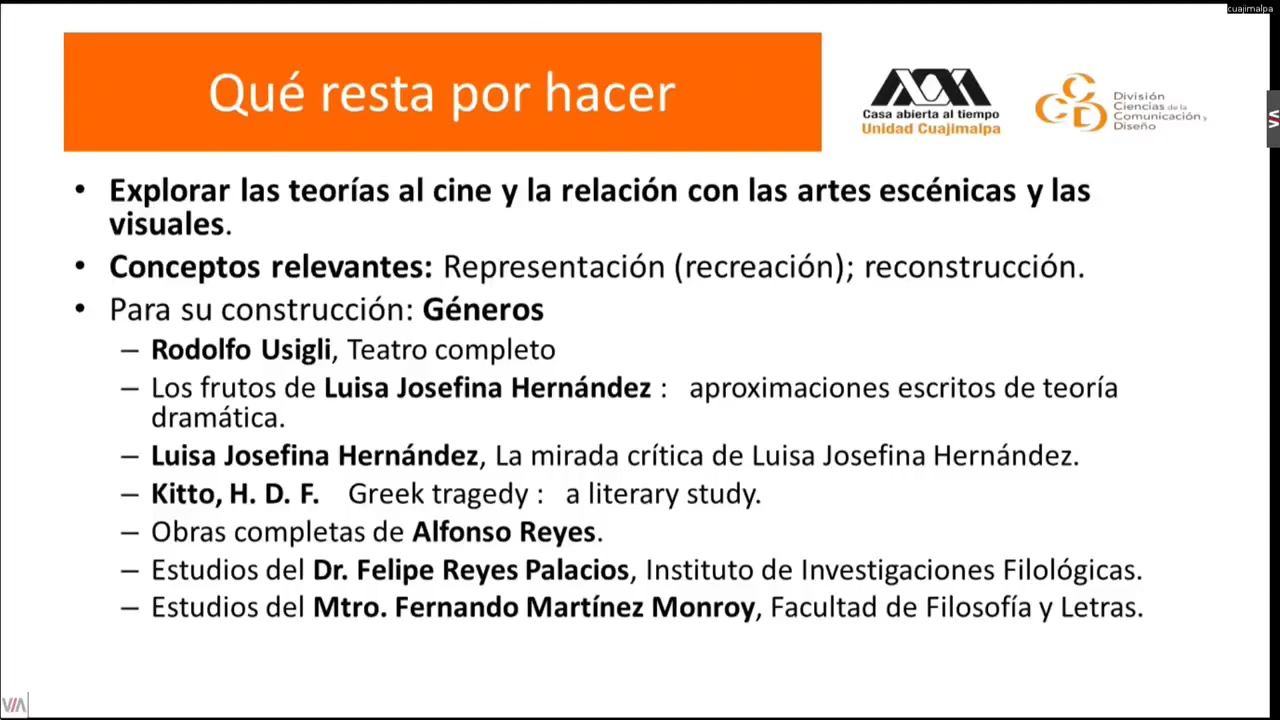 cuajimalpa
Qué resta por hacer
Casa abierta al tiempo
Unidad Cuajimalpa
CCD
División
Ciencias de la
Comunicación y
Diseño
• Explorar las teorías al cine y la relación con las artes escénicas y las
visuales.
• Conceptos relevantes: Representación (recreación); reconstrucción.
• Para su construcción: Géneros
– Rodolfo Usigli, Teatro completo
– Los frutos de Luisa Josefina Hernández : aproximaciones escritos de teoría
dramática.
– Luisa Josefina Hernández, La mirada crítica de Luisa Josefina Hernández.
– Kitto, H. D. F. Greek tragedy : a literary study.
– Obras completas de Alfonso Reyes.
– Estudios del Dr. Felipe Reyes Palacios, Instituto de Investigaciones Filológicas.
– Estudios del Mtro. Fernando Martínez Monroy, Facultad de Filosofía y Letras.
VIA